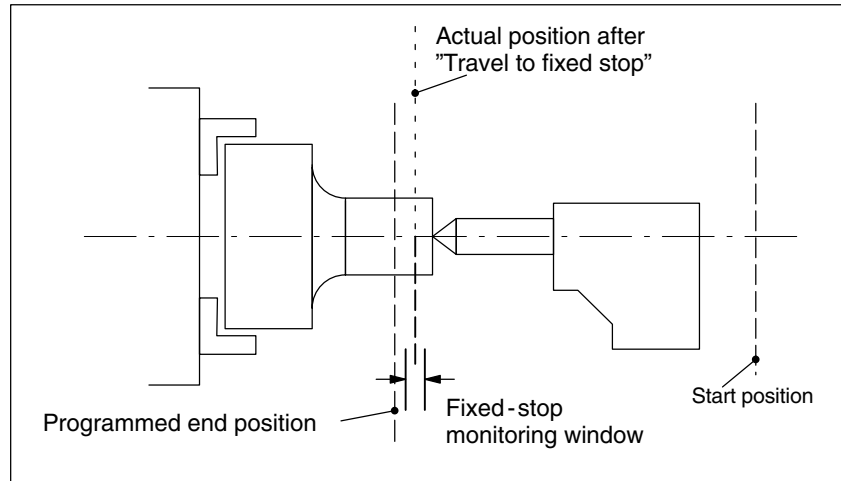 Actual position after
”Travel to fixed stop”
Start position
Programmed end position
Fixed-stop
monitoring window